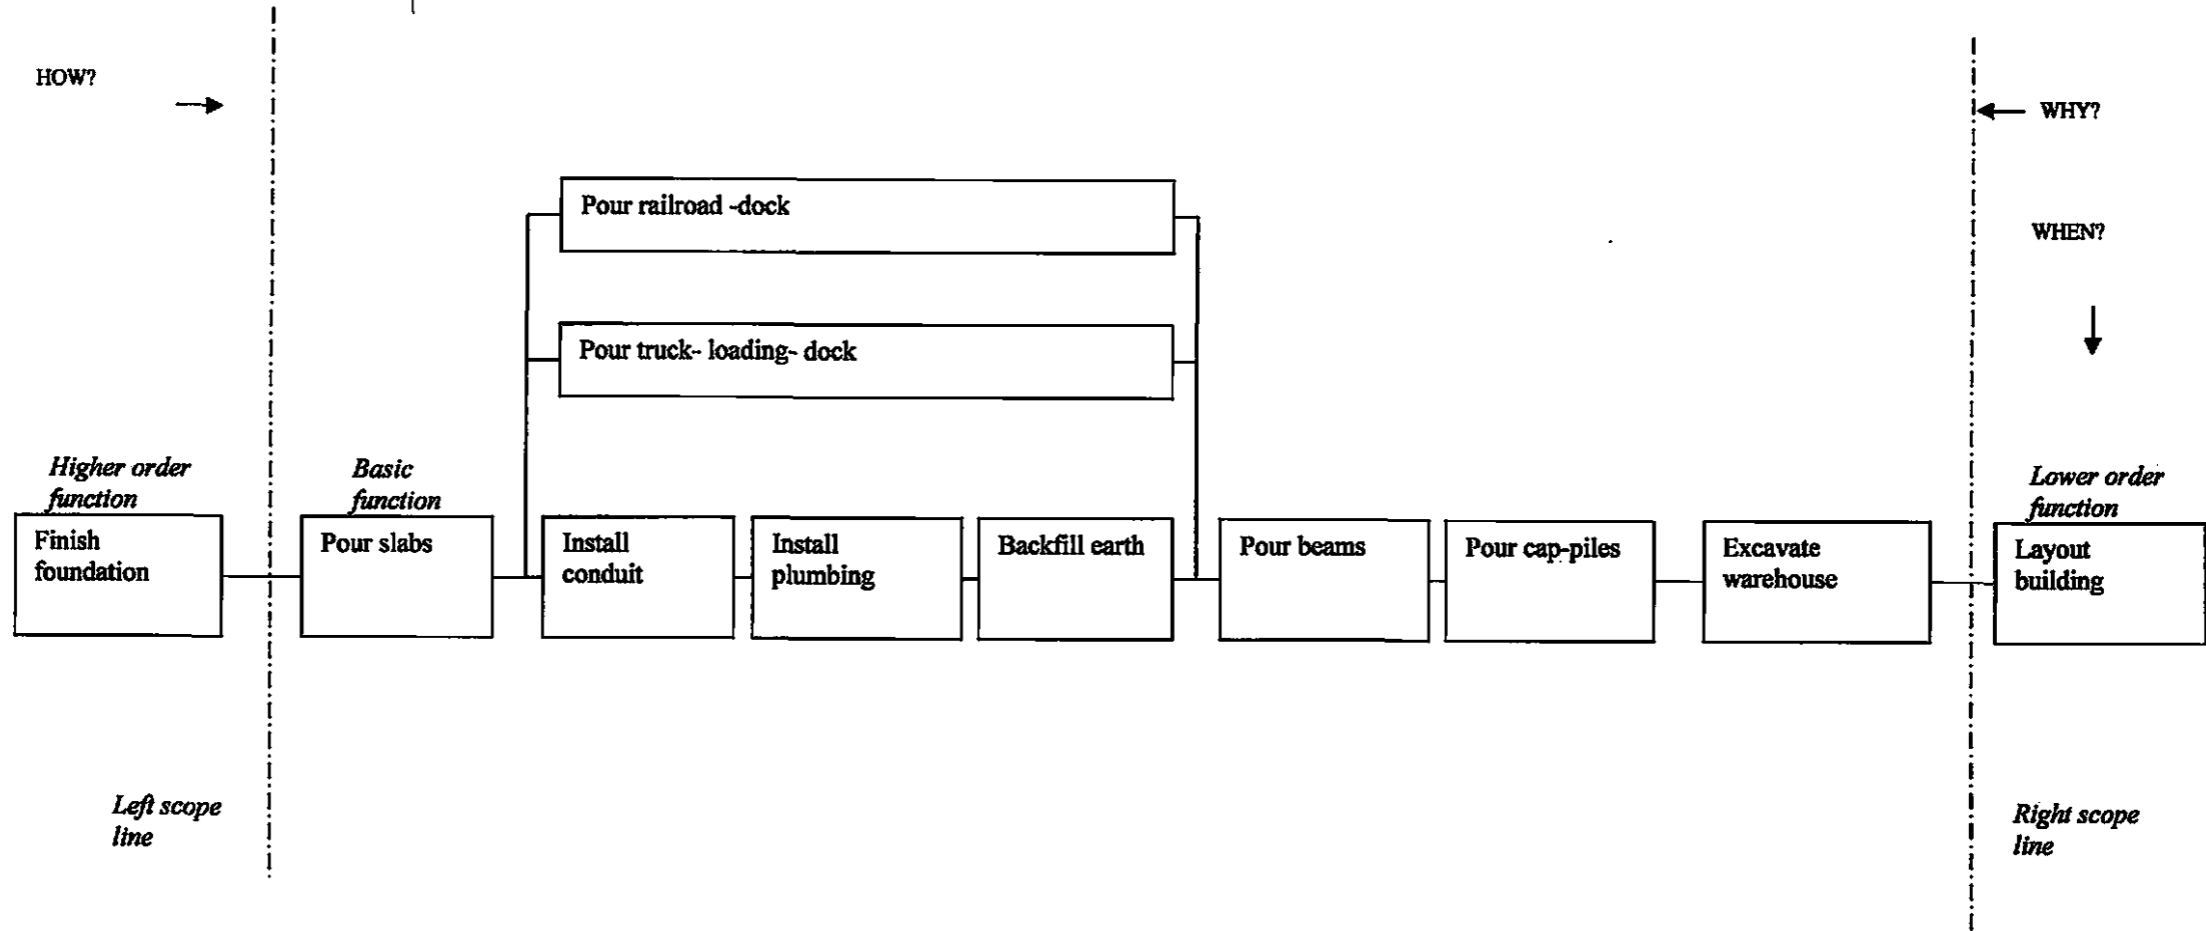 HOW?
WHY?
Pour railroad -dock
WHEN?
Pour truck- loading- dock
Higher order
function
Basic
function
Lower order
function
Finish
foundation
Pour slabs
Install
conduit
Install
plumbing
Backfill earth
Pour beams
Pour cap-piles
Excavate
warehouse
Layout
building
Left scope
line
Right scope
line